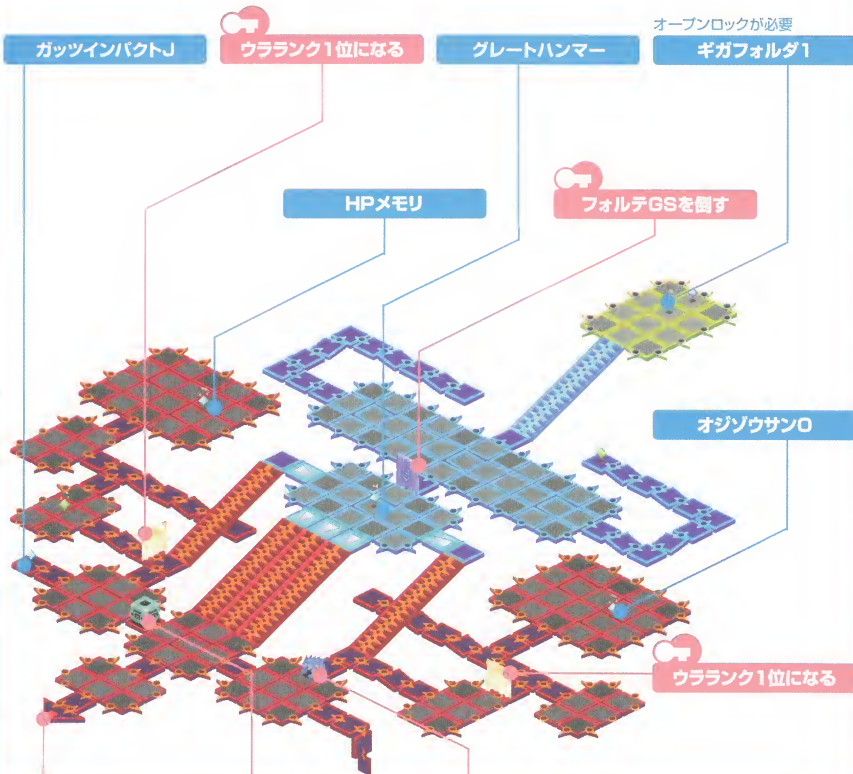 オープンロックが必要
ガッツインパクトJ
ウラランク1位になる
グレートハンマー
ギガフォルダ1
HPメモリ
フォルテGSを倒す
オジゾウサンO
ウラランク1位になる